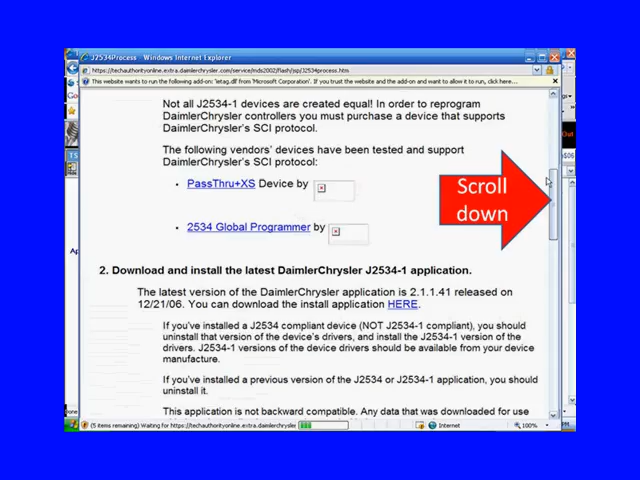 J2534Process - Windows Internet Explorer
https://techauthorityonline.extra.daimlerchrysler.com/service/mds2002/flash/jsp/J2534process.htm
This website wants to run the following add-on: 'ietag.dll' from 'Microsoft Corporation'. If you trust the website and the add-on and want to allow it to run, click here...
Not all J2534-1 devices are created equal! In order to reprogram
DaimlerChrysler controllers you must purchase a device that supports
DaimlerChrysler's SCI protocol.
The following vendors' devices have been tested and support
DaimlerChrysler's SCI protocol:
• PassThru+XS Device by
• 2534 Global Programmer by
Scroll
down
2. Download and install the latest DaimlerChrysler J2534-1 application.
The latest version of the DaimlerChrysler application is 2.1.1.41 released on
12/21/06. You can download the install application HERE.
If you've installed a J2534 compliant device (NOT J2534-1 compliant), you should
uninstall that version of the device's drivers, and install the J2534-1 version of the
drivers. J2534-1 versions of the device drivers should be available from your device
manufacture.
If you've installed a previous version of the J2534 or J2534-1 application, you should
uninstall it.
This application is not backward compatible. Any data that was downloaded for use
(5 items remaining) Waiting for https://techauthorityonline.extra.daimlerchrysler
Internet
100%